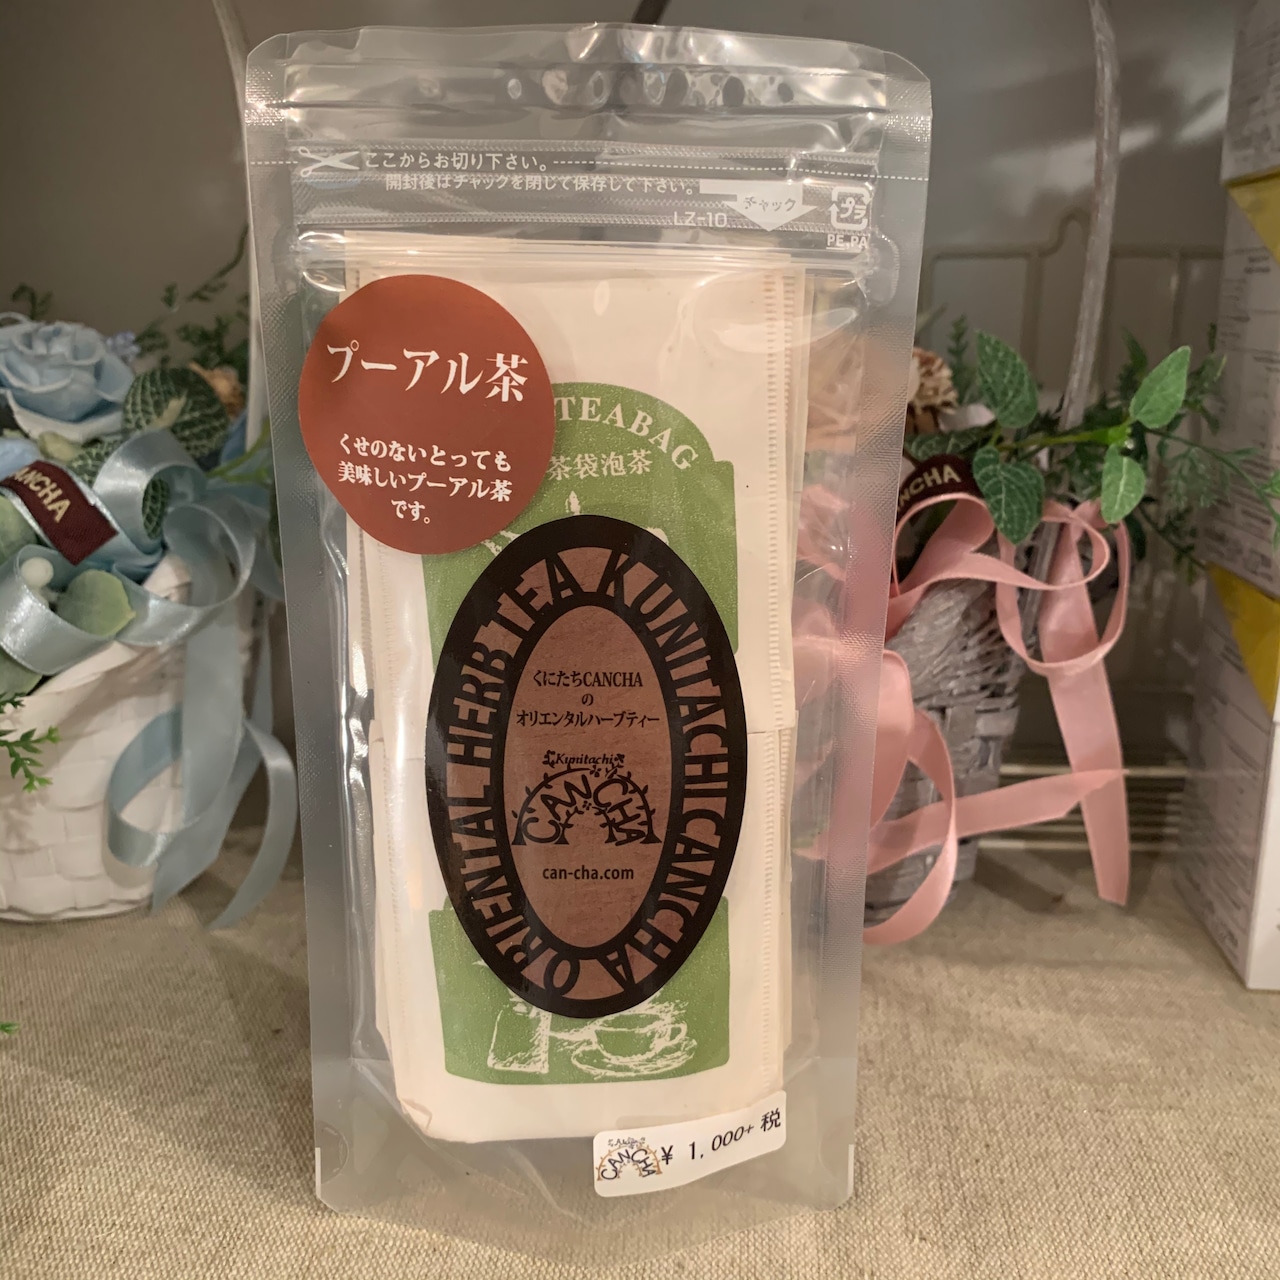 ここからお切り下さい。
開封後はチャックを閉じて保存して下さい。
チャック
LZ-10
プラ
PE,PA
プーアル茶
くせのないとっても
美味しいプーアル茶
です。
TEABAG
茶袋泡茶
ORIENTAL HERB TEA KUNITACHI CANCHA
くにたちCANCHA
の
オリエンタルハーブティー
Kunitachi
CANCHA
can-cha.com
CANCHA ¥ 1,000+税
NCHA
NCHA